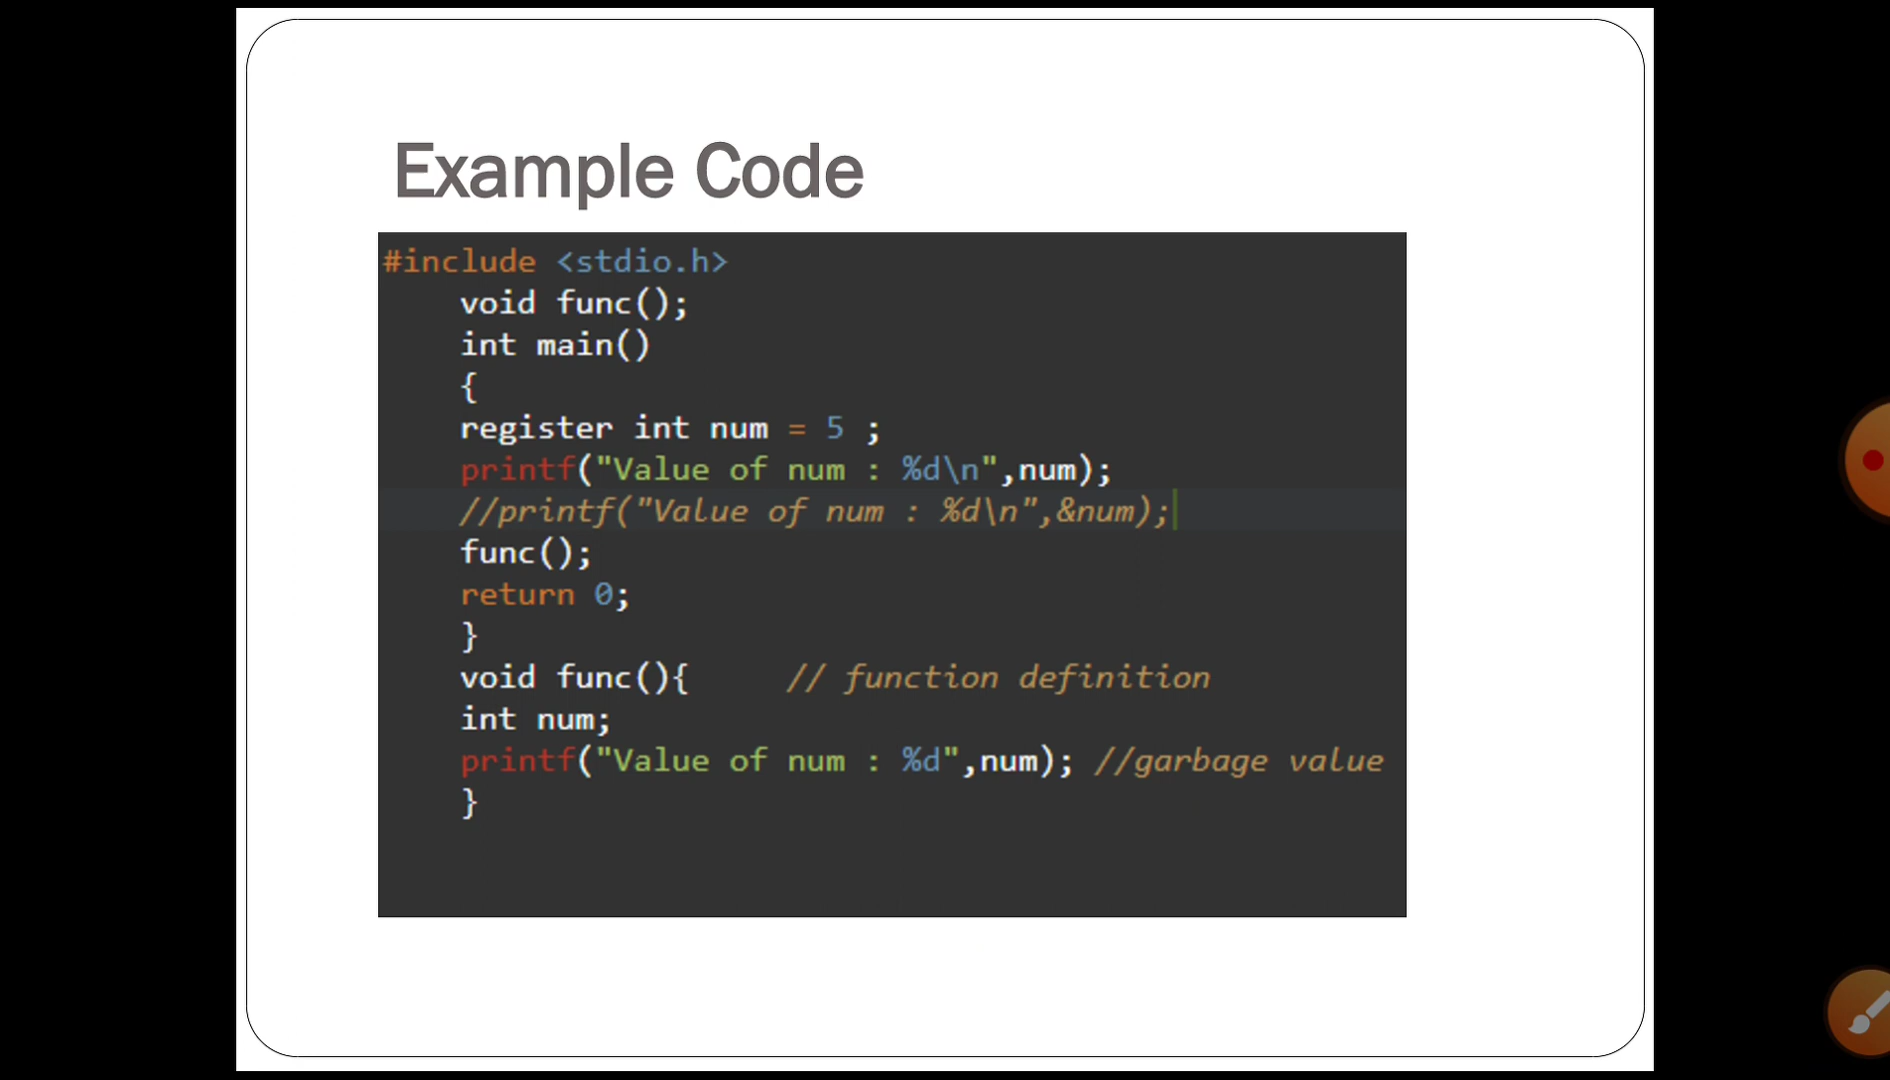 Example Code
#include <stdio.h>
void func();
int main()
{
register int num = 5 ;
printf("Value of num : %d\n",num);
//printf("Value of num : %d\n",&num);
func();
return 0;
}
void func(){     // function definition
int num;
printf("Value of num : %d",num); //garbage value
}